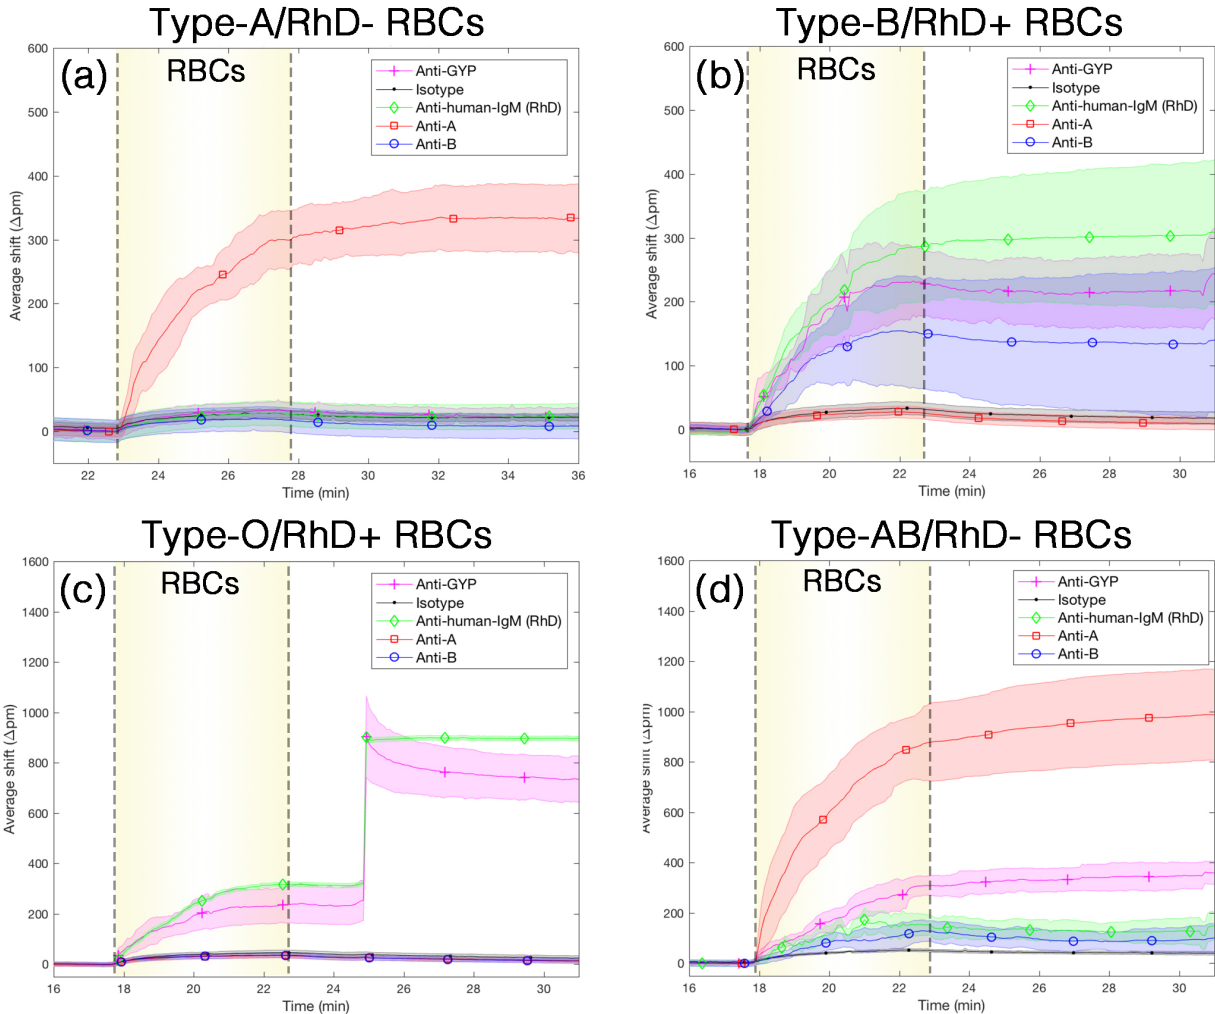 Type-A/RhD- RBCs
(a)
RBCs
Anti-GYP
Isotype
Anti-human-IgM (RhD)
Anti-A
Anti-B
600
500
400
300
200
100
0
Average shift (Δpm)
22 24 26 28 30 32 34 36
Time (min)
Type-B/RhD+ RBCs
(b)
RBCs
Anti-GYP
Isotype
Anti-human-IgM (RhD)
Anti-A
Anti-B
600
500
400
300
200
100
0
Average shift (Δpm)
16 18 20 22 24 26 28 30
Time (min)
Type-O/RhD+ RBCs
(c)
RBCs
Anti-GYP
Isotype
Anti-human-IgM (RhD)
Anti-A
Anti-B
1600
1400
1200
1000
800
600
400
200
0
Average shift (Δpm)
16 18 20 22 24 26 28 30
Time (min)
Type-AB/RhD- RBCs
(d)
RBCs
Anti-GYP
Isotype
Anti-human-IgM (RhD)
Anti-A
Anti-B
1600
1400
1200
1000
800
600
400
200
0
Average shift (Δpm)
16 18 20 22 24 26 28 30
Time (min)